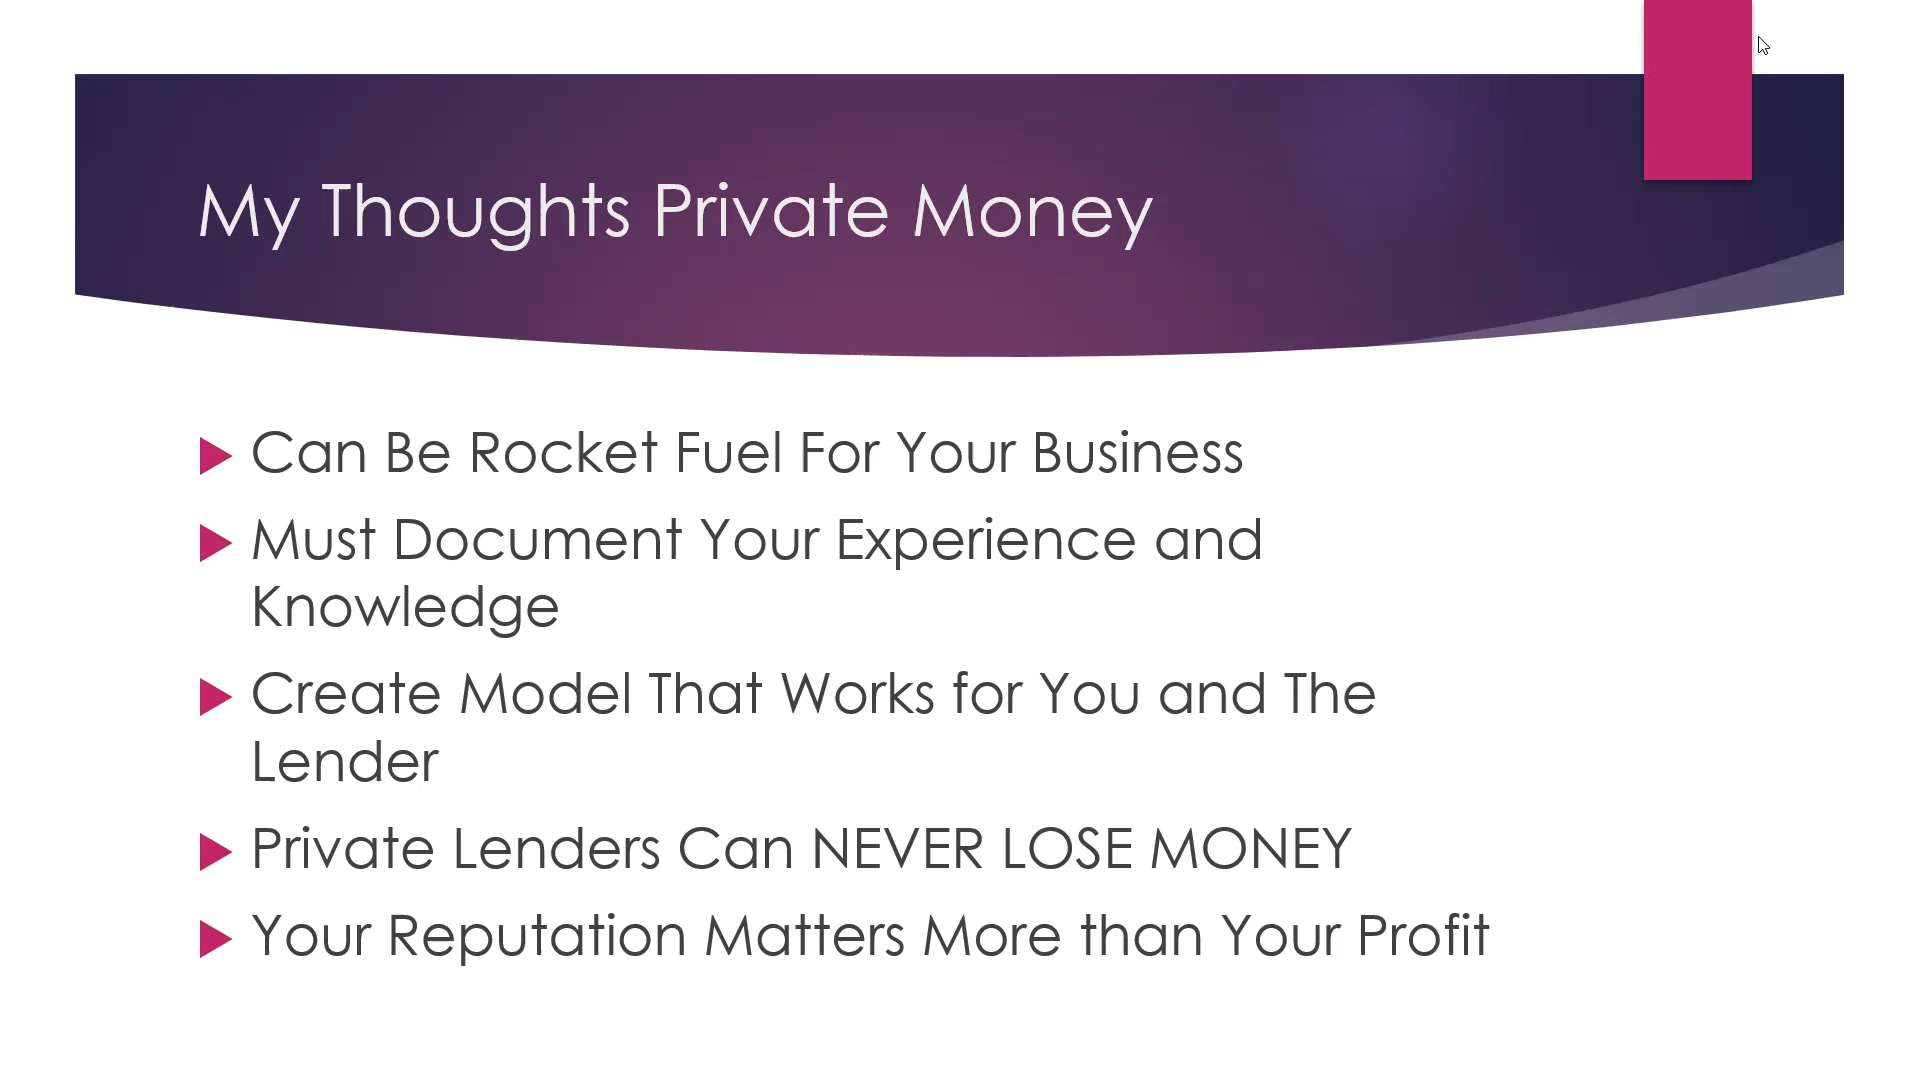 My Thoughts Private Money
Can Be Rocket Fuel For Your Business
Must Document Your Experience and
Knowledge
Create Model That Works for You and The
Lender
Private Lenders Can NEVER LOSE MONEY
Your Reputation Matters More than Your Profit